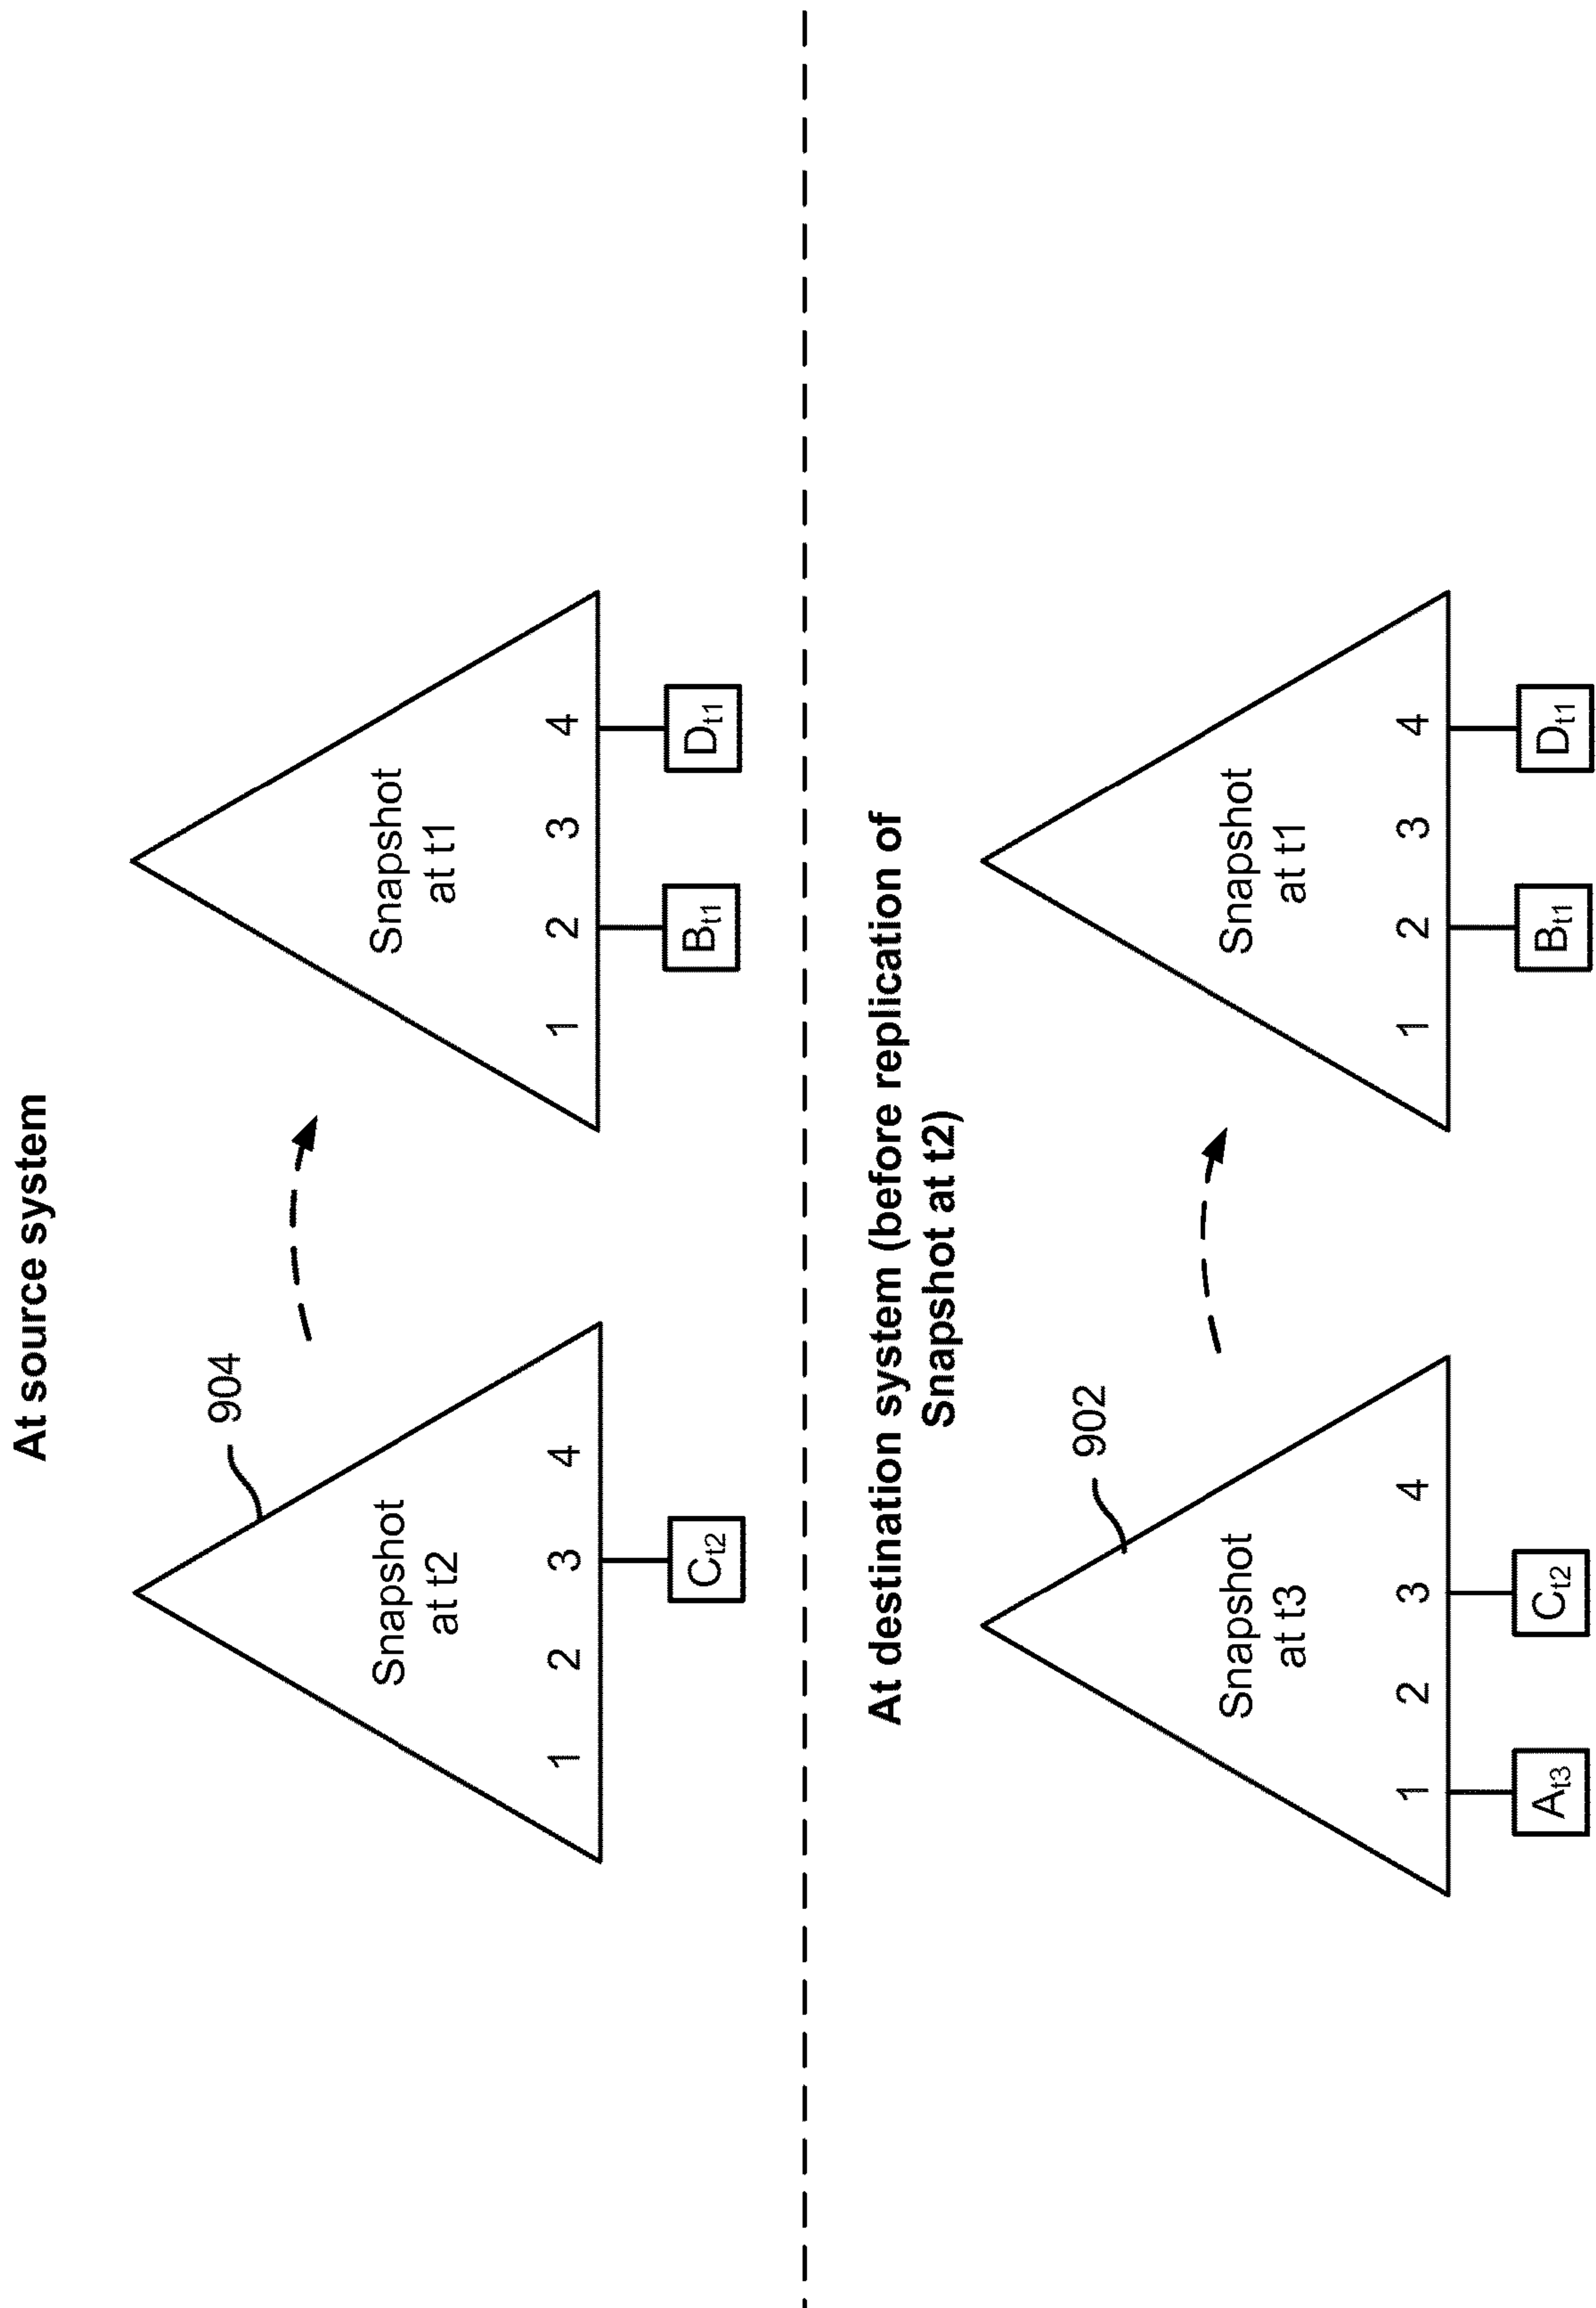 At source system
904
Snapshot
at t2
1 2 3 4
Ct2
Snapshot
at t1
1 2 3 4
Bt1 Dt1
At destination system (before replication of
Snapshot at t2)
902
Snapshot
at t3
1 2 3 4
At3 Ct2
Snapshot
at t1
1 2 3 4
Bt1 Dt1